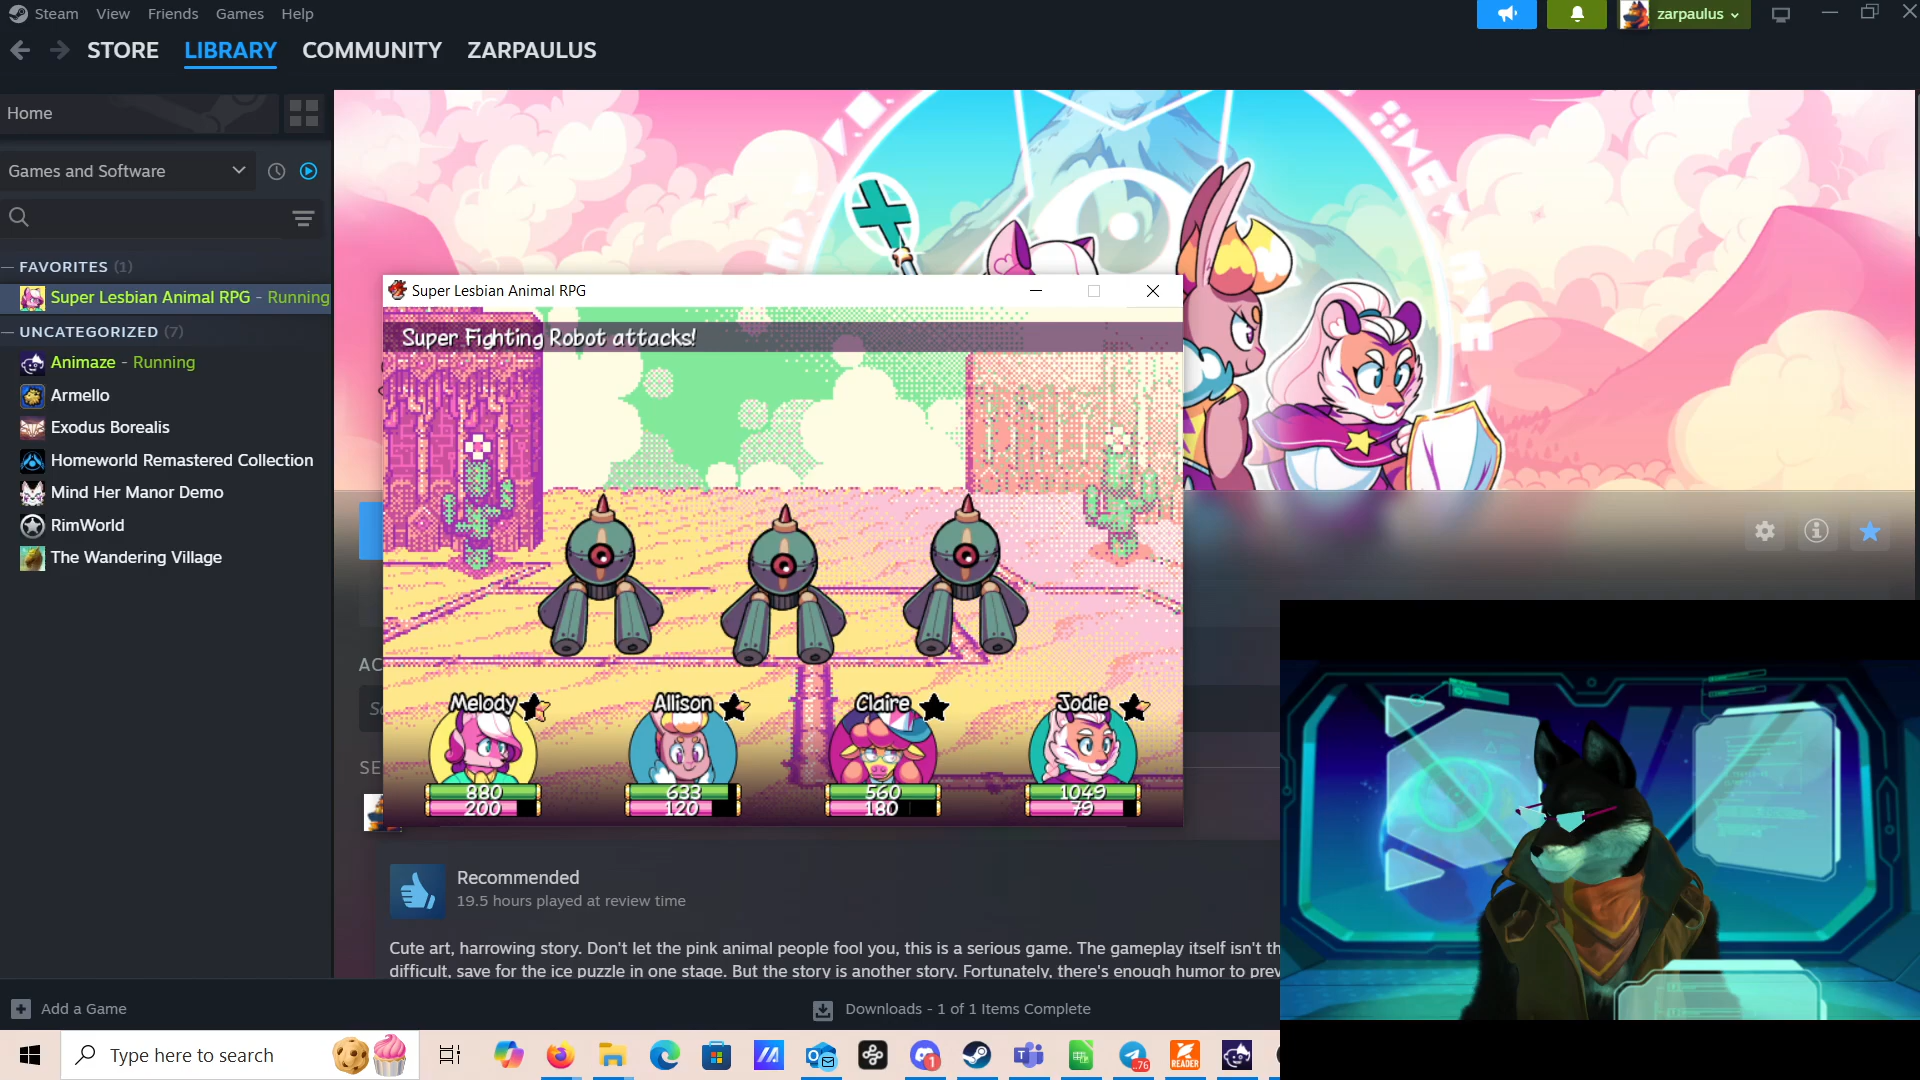 Steam View Friends Games Help zarpaulus
STORE LIBRARY COMMUNITY ZARPAULUS
Home
Games and Software
— FAVORITES (1)
Super Lesbian Animal RPG - Running
— UNCATEGORIZED (7)
Animaze - Running
Armello
Exodus Borealis
Homeworld Remastered Collection
Mind Her Manor Demo
RimWorld
The Wandering Village
Super Lesbian Animal RPG
Super Fighting Robot attacks!
Melody Allison Claire Jodie
880 633 560 1049
200 120 180 79
AC
SE
Recommended
19.5 hours played at review time
Cute art, harrowing story. Don't let the pink animal people fool you, this is a serious game. The gameplay itself isn't th
difficult, save for the ice puzzle in one stage. But the story is another story. Fortunately, there's enough humor to prev
Add a Game Downloads - 1 of 1 Items Complete
Type here to search
1
76
READER